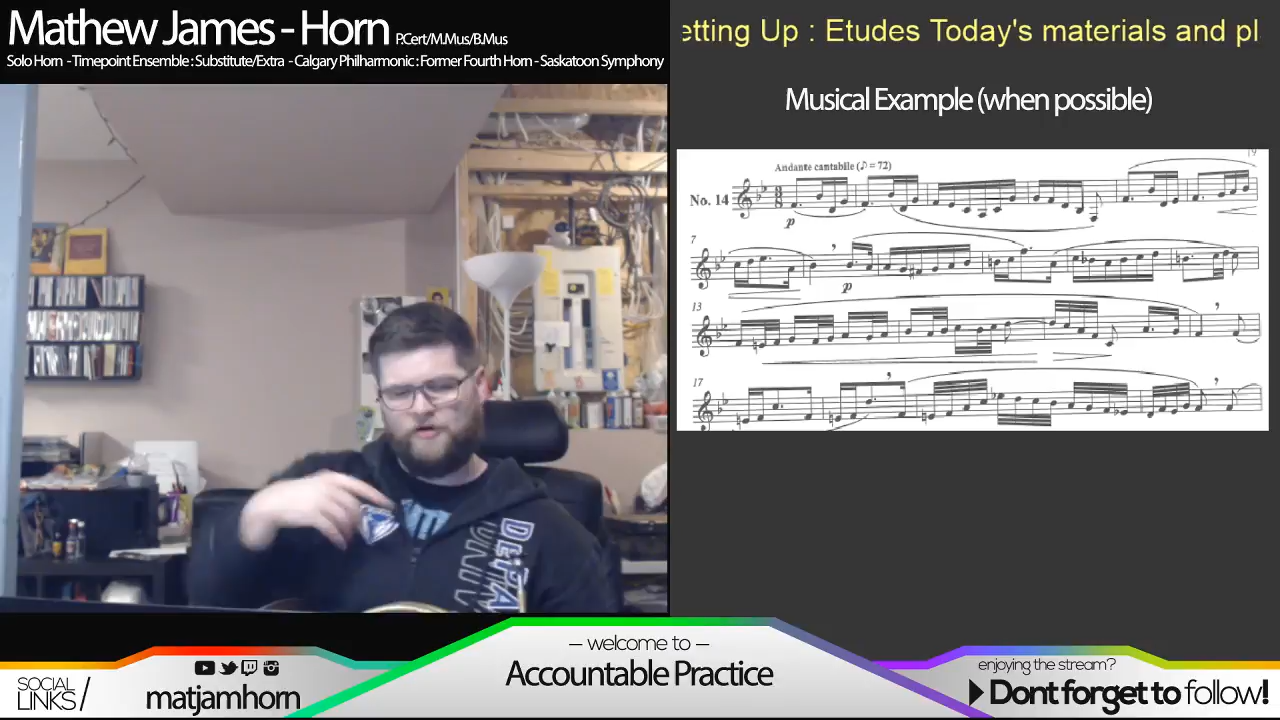 Mathew James - Horn P.Cert/M.Mus/B.Mus
Solo Horn - Timepoint Ensemble : Substitute/Extra - Calgary Philharmonic : Former Fourth Horn - Saskatoon Symphony
etting Up : Etudes Today's materials and pl
Musical Example (when possible)
19
Andante cantabile (♪ = 72)
No. 14
p
7
p
13
17
DePA
SOCIAL
LINKS
matjamhorn
welcome to
Accountable Practice
enjoying the stream?
Dont forget to follow!